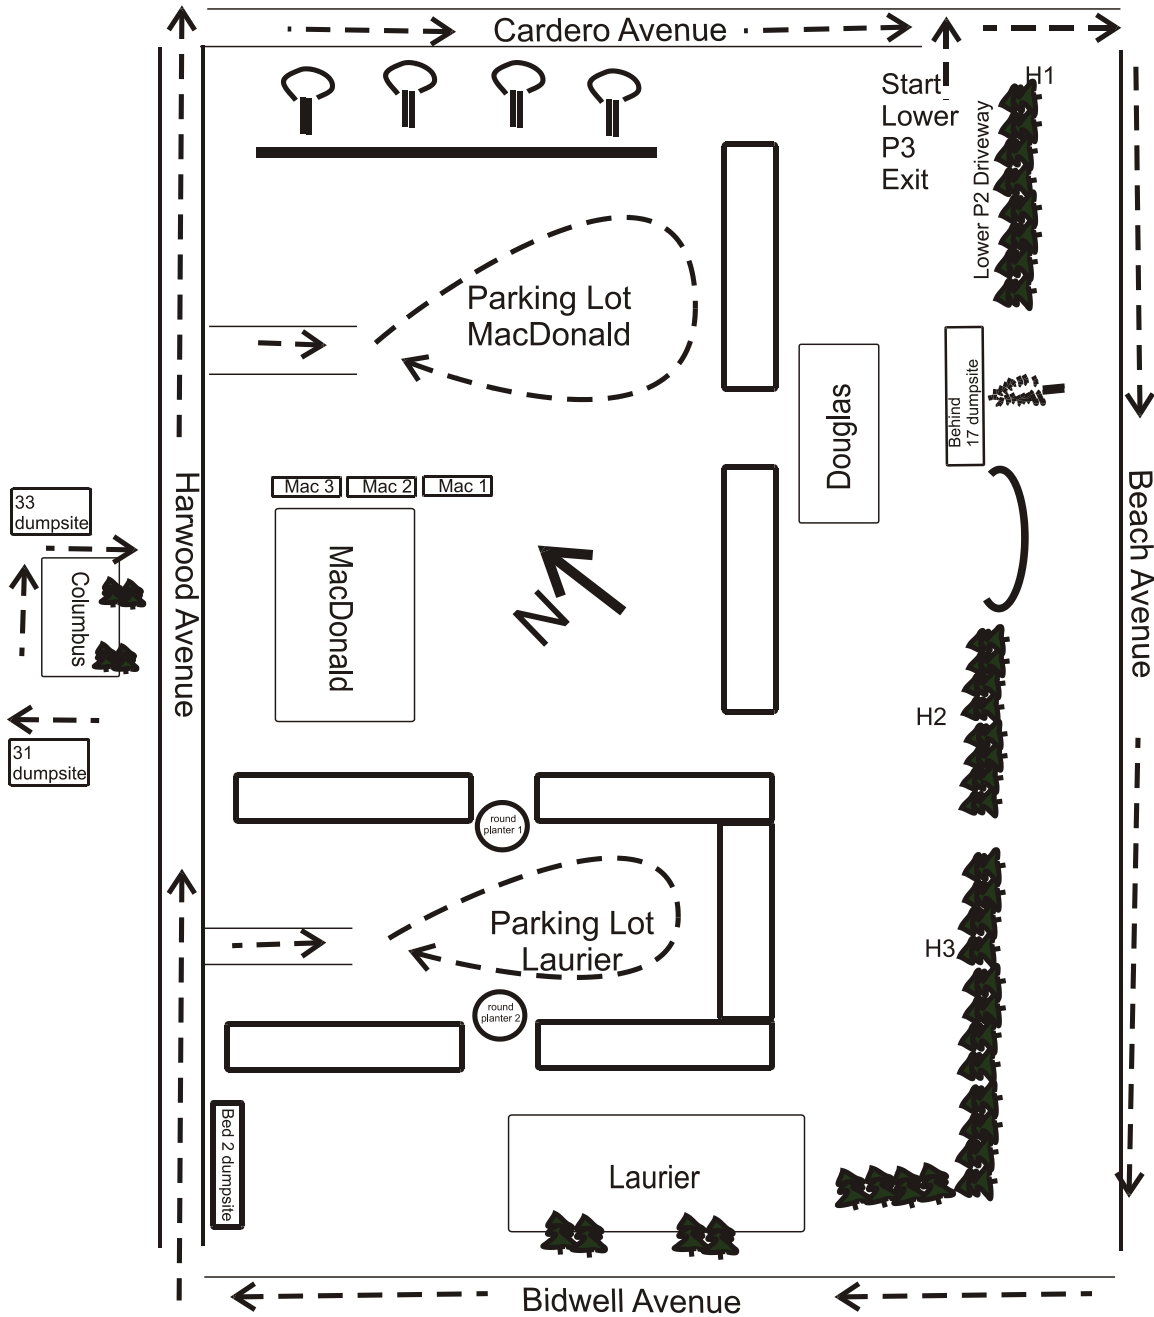 Cardero Avenue
Start
Lower
P3
Exit
H1
Lower P2 Driveway
Parking Lot
MacDonald
Behind
17 dumpsite
Douglas
Harwood Avenue
Beach Avenue
Mac 3
Mac 2
Mac 1
33
dumpsite
Columbus
MacDonald
N
31
dumpsite
H2
round
planter 1
Parking Lot
Laurier
H3
round
planter 2
Bed 2 dumpsite
Laurier
Bidwell Avenue